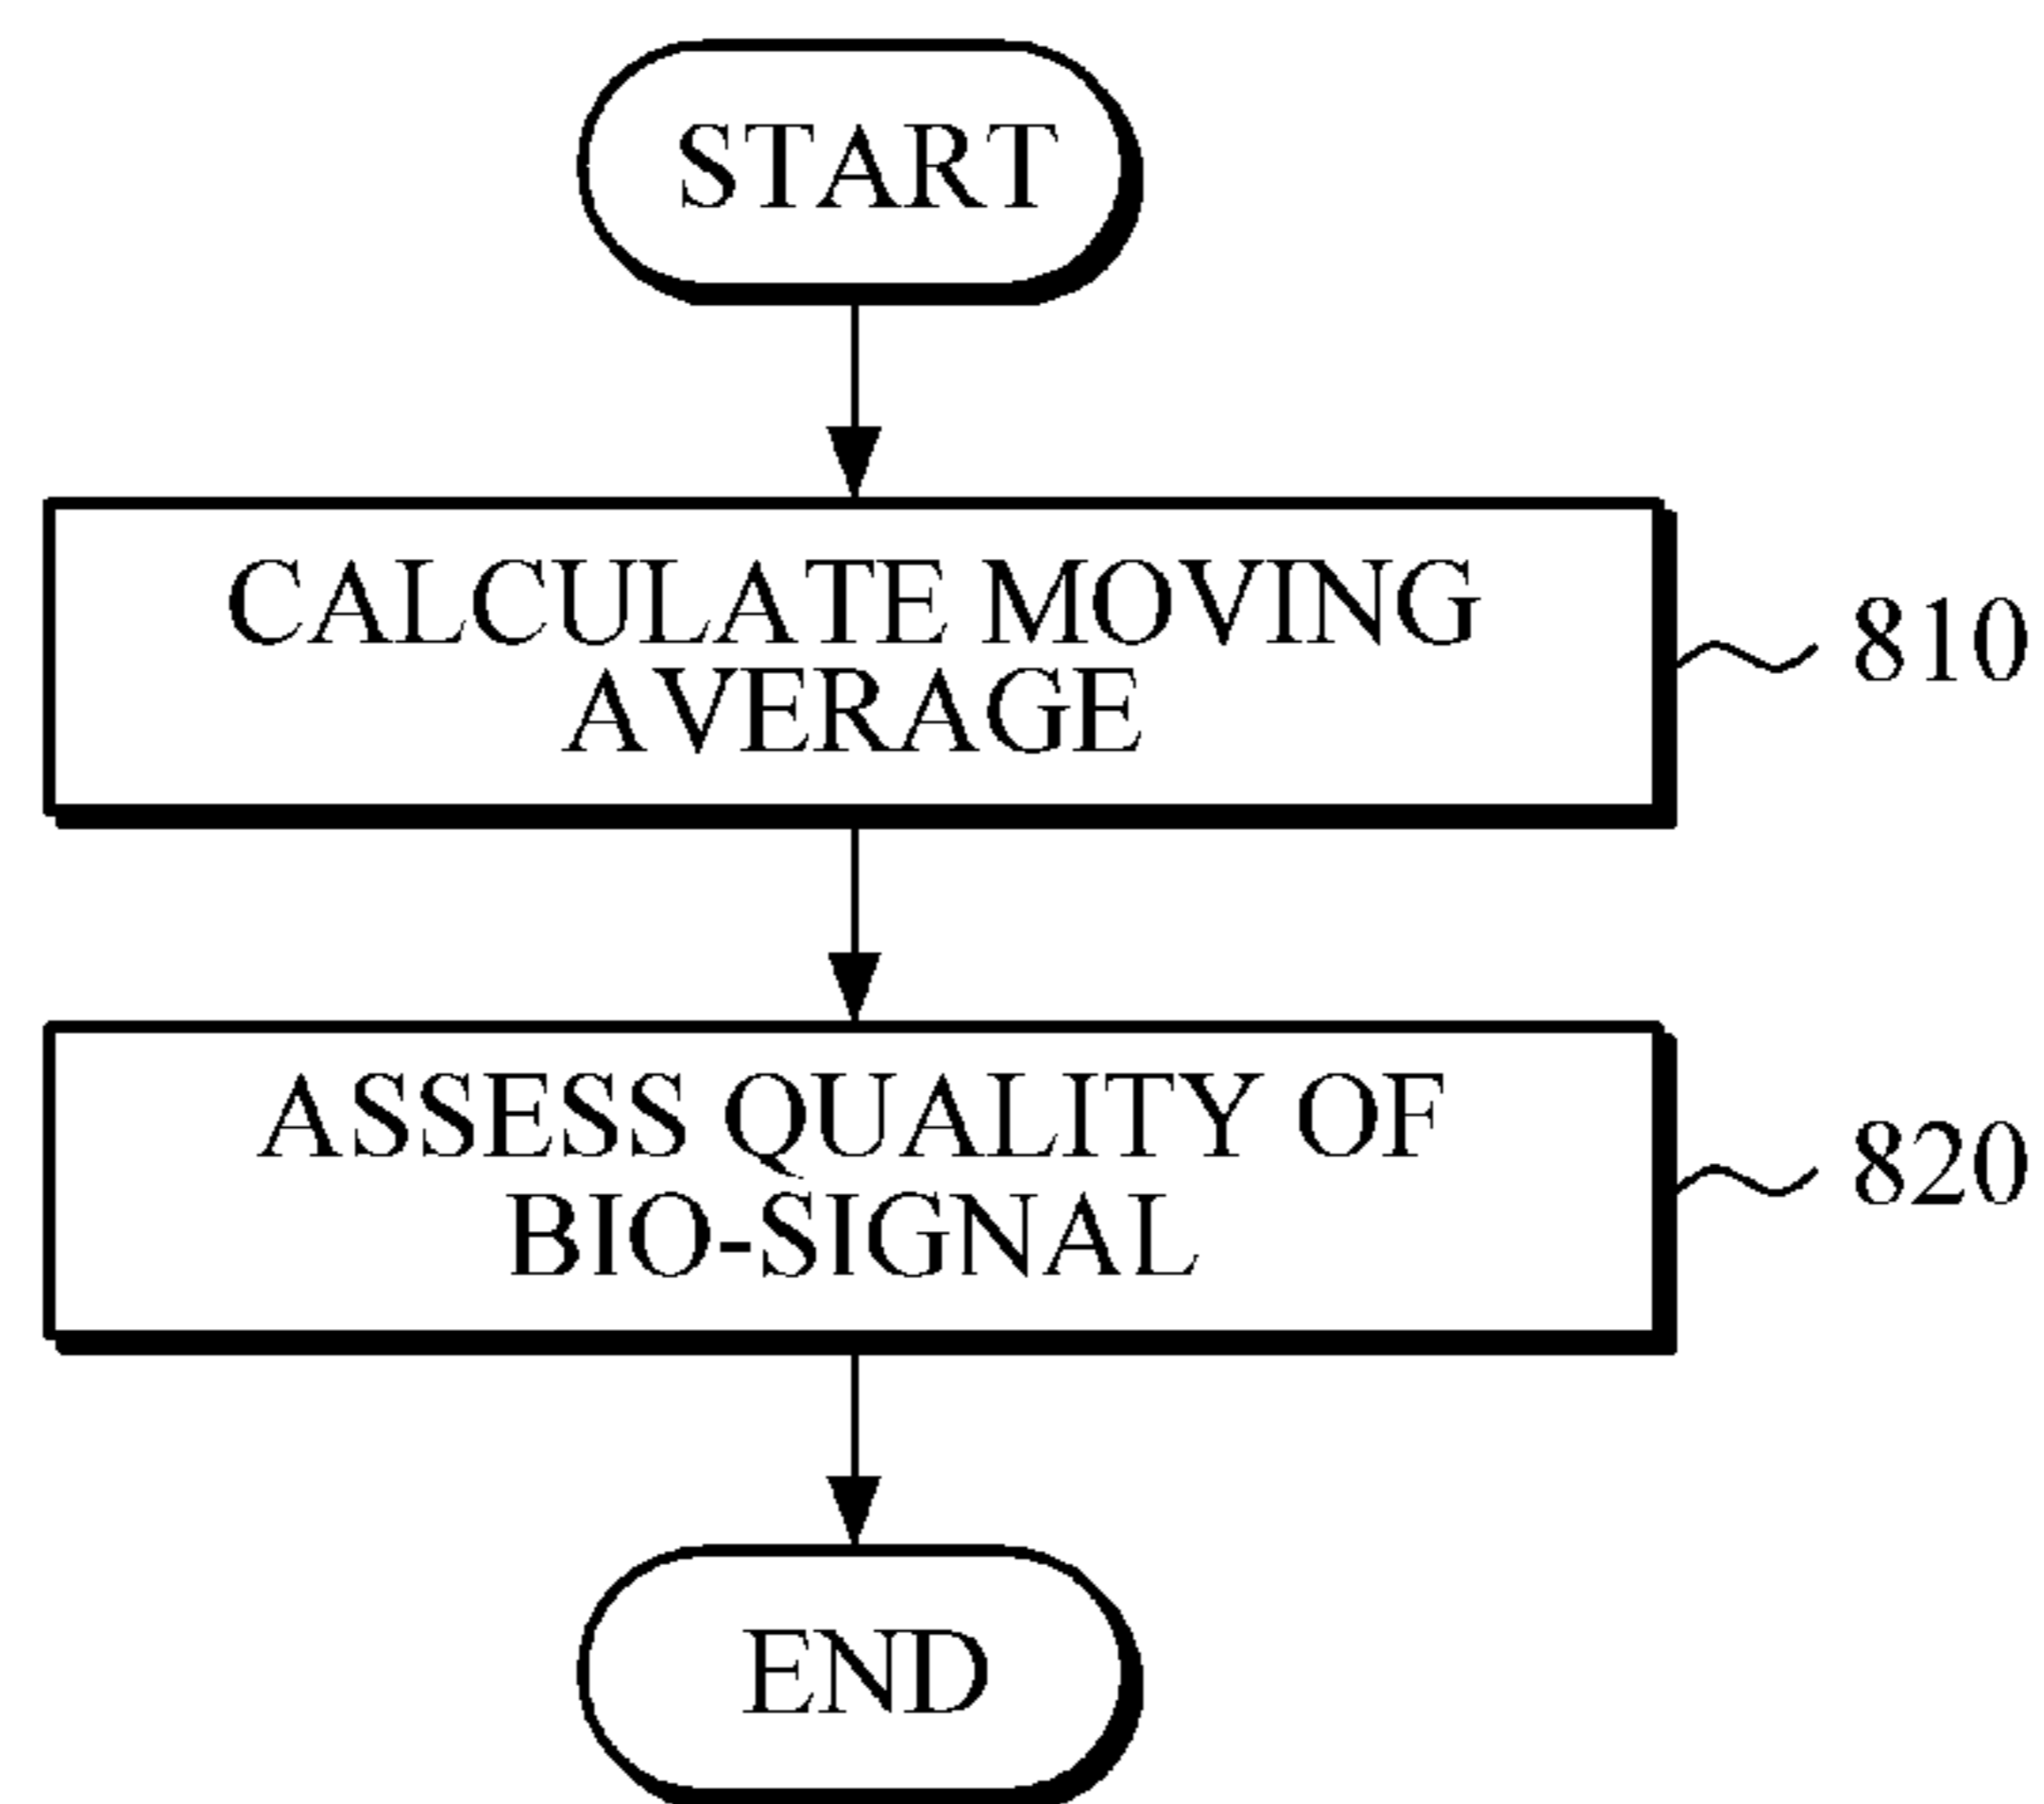 START
CALCULATE MOVING
AVERAGE
810
ASSESS QUALITY OF
BIO-SIGNAL
820
END